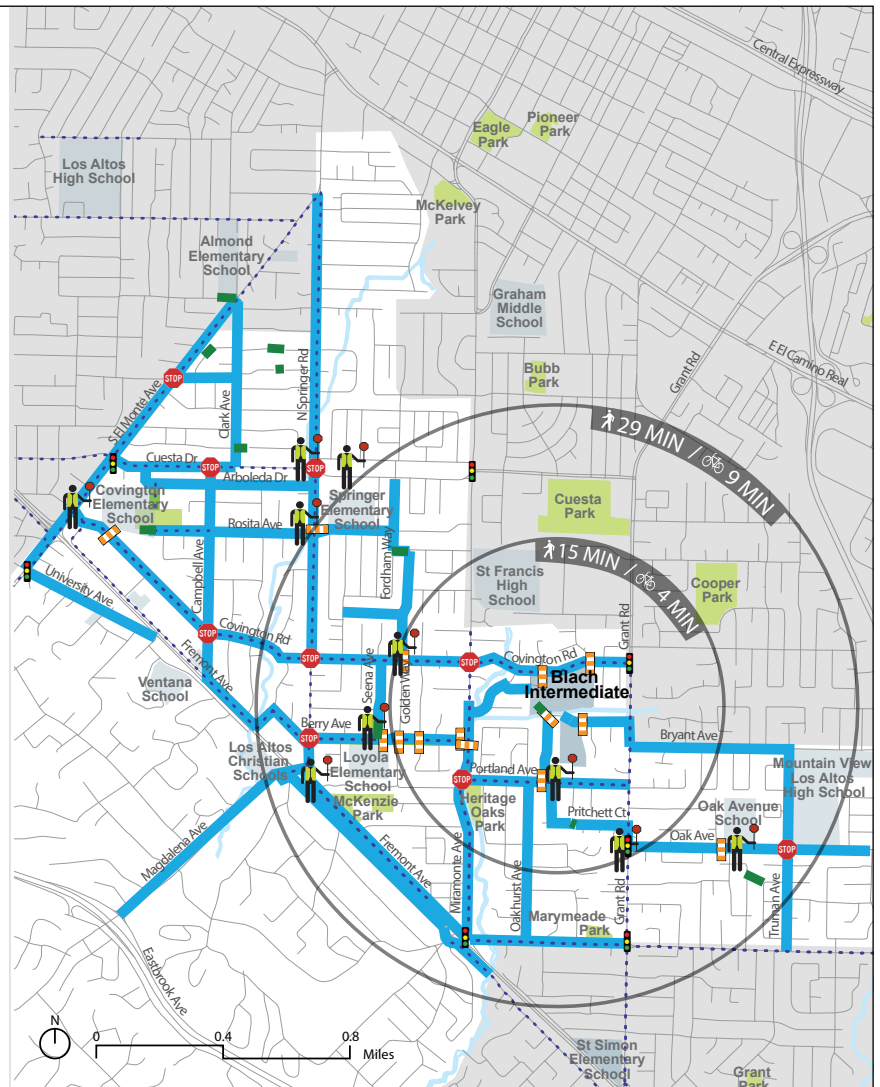 Central Expressway
Pioneer
Park
Eagle
Park
Los Altos
High School
McKelvey
Park
Almond
Elementary
School
Graham
Middle
School
Grant Rd
E El Camino Real
N Springer Rd
Bubb
Park
STOP
S El Monte Ave
Clark Ave
29 MIN / 9 MIN
Cuesta Dr
STOP
STOP
Arboleda Dr
Covington
Elementary
School
Springer
Elementary
School
Cuesta
Park
Rosita Ave
Fordham Way
15 MIN / 4 MIN
St Francis
High
School
Cooper
Park
University Ave
Campbell Ave
Grant Rd
STOP
Covington Rd
STOP
STOP
Covington Rd
Fremont Ave
Seena Ave
Golden Way
Blach
Intermediate
Ventana
School
Berry Ave
STOP
Bryant Ave
Los Altos
Christian
Schools
Loyola
Elementary
School
McKenzie
Park
Portland Ave
STOP
Mountain View
Los Altos
High School
Heritage
Oaks
Park
Pritchett Ct
Oak Avenue
School
Oak Ave
STOP
Magdalena Ave
Fremont Ave
Miramonte Ave
Oakhurst Ave
Grant Rd
Truman Ave
Marymeade
Park
Eastbrook Ave
N
0
0.4
0.8
Miles
St Simon
Elementary
School
Grant
Park